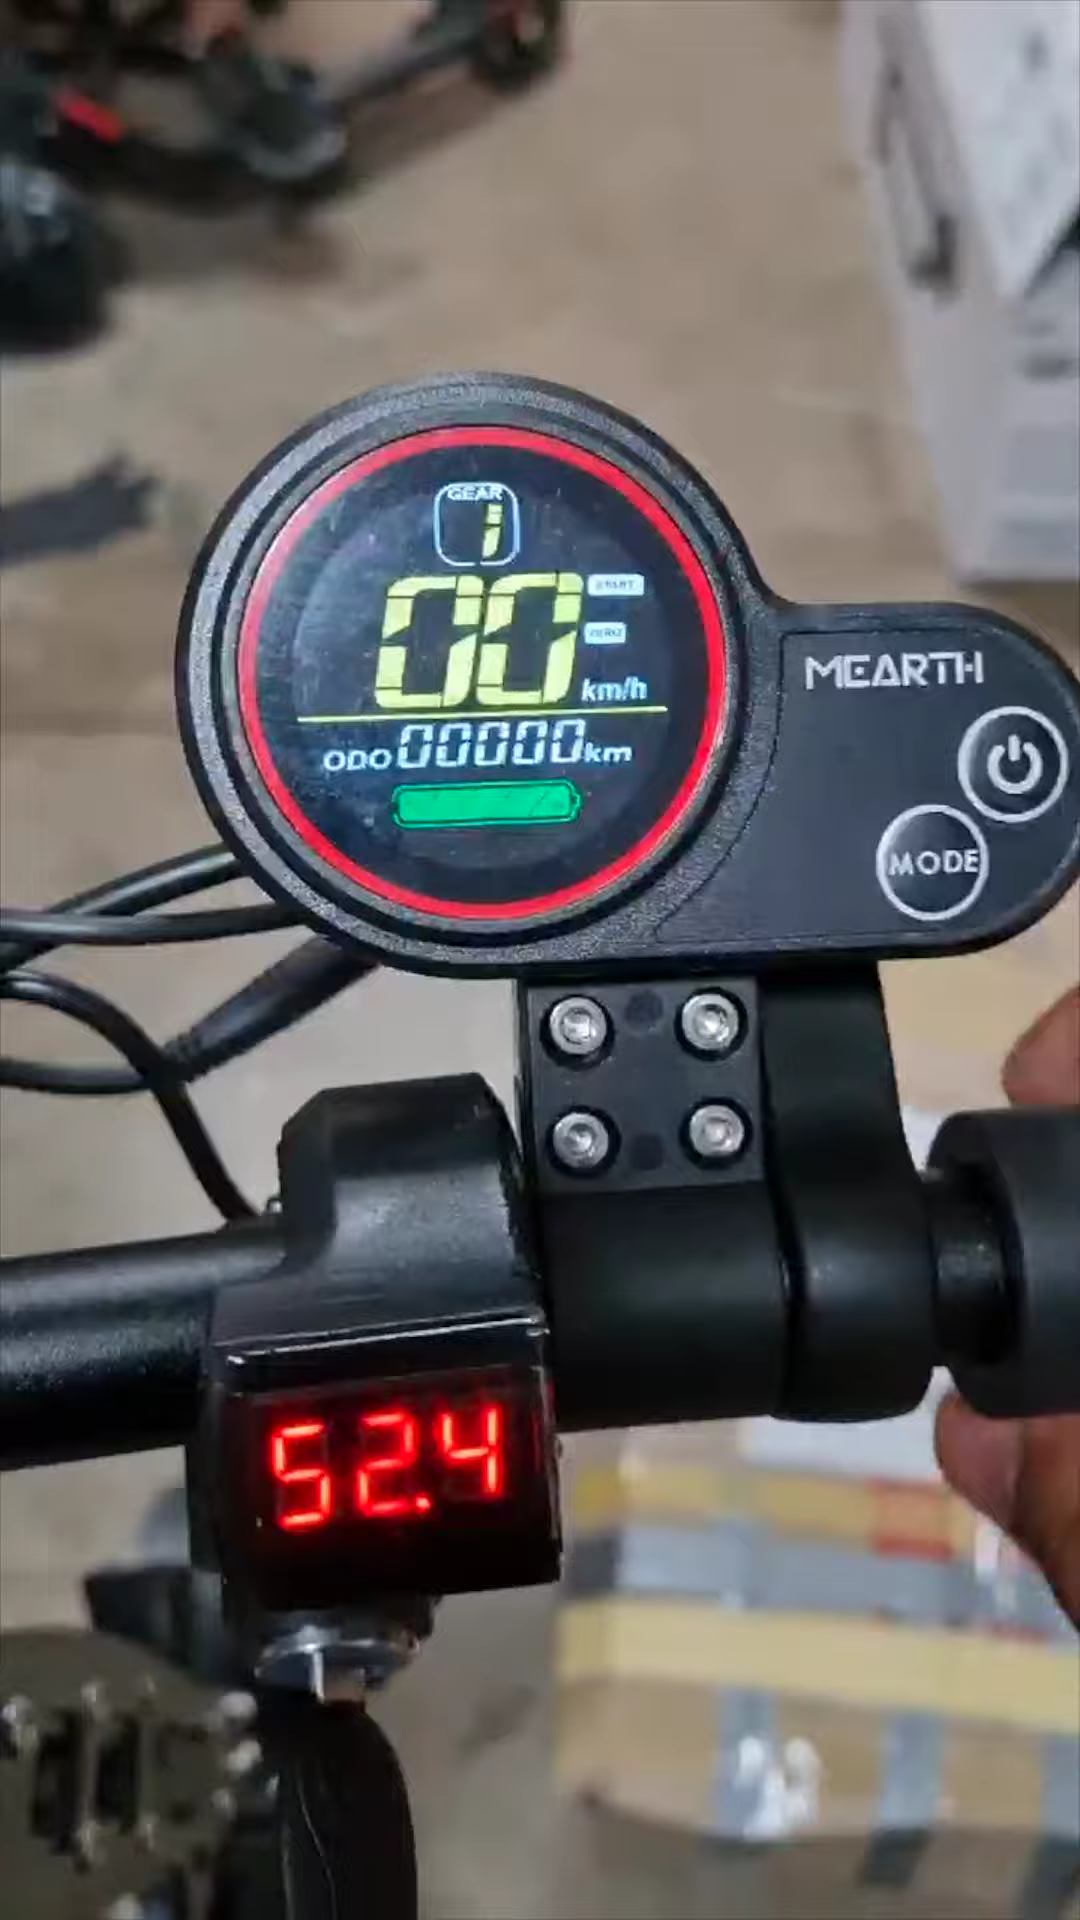 GEAR
1
00
START
ZERO
km/h
ODO 00000 km
MEARTH
MODE
52.4